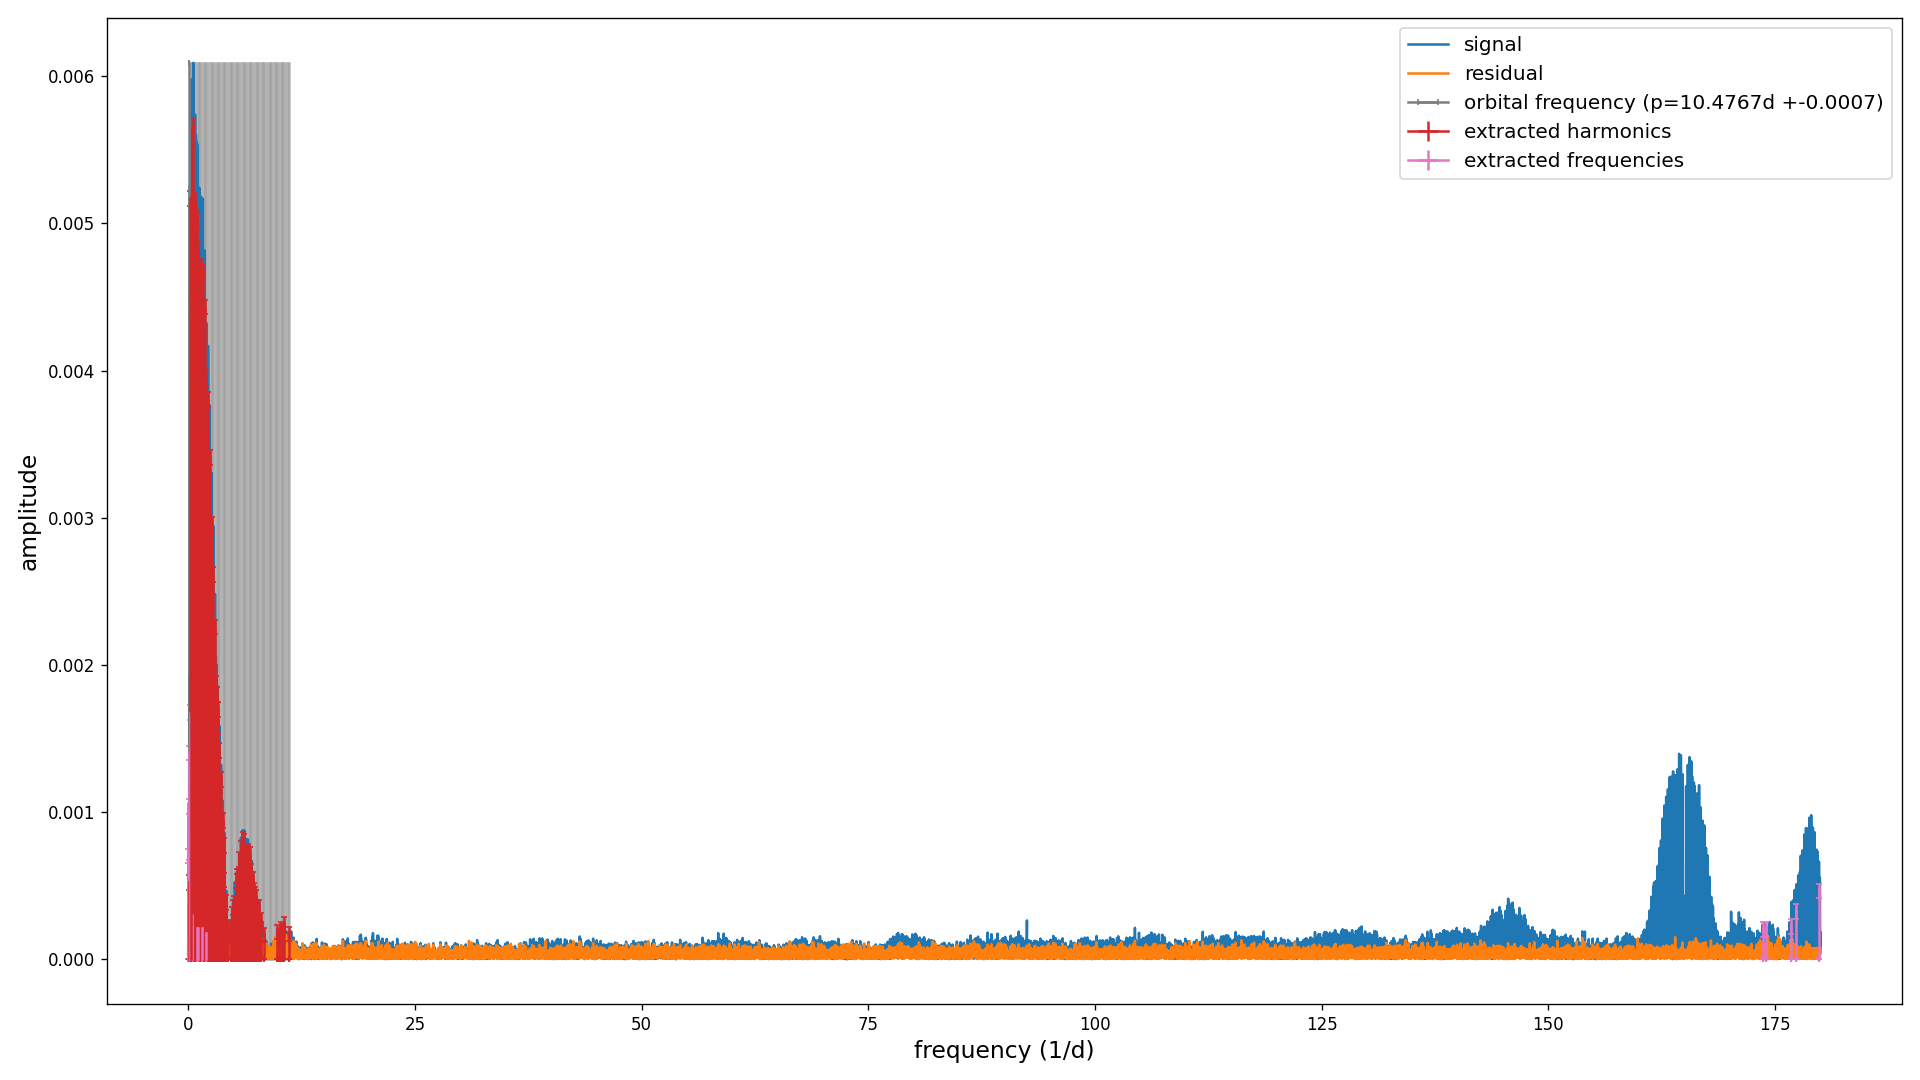 signal
residual
orbital frequency (p=10.4767d +-0.0007)
extracted harmonics
extracted frequencies
0.006
0.005
0.004
0.003
0.002
0.001
0.000
amplitude
0 25 50 75 100 125 150 175
frequency (1/d)